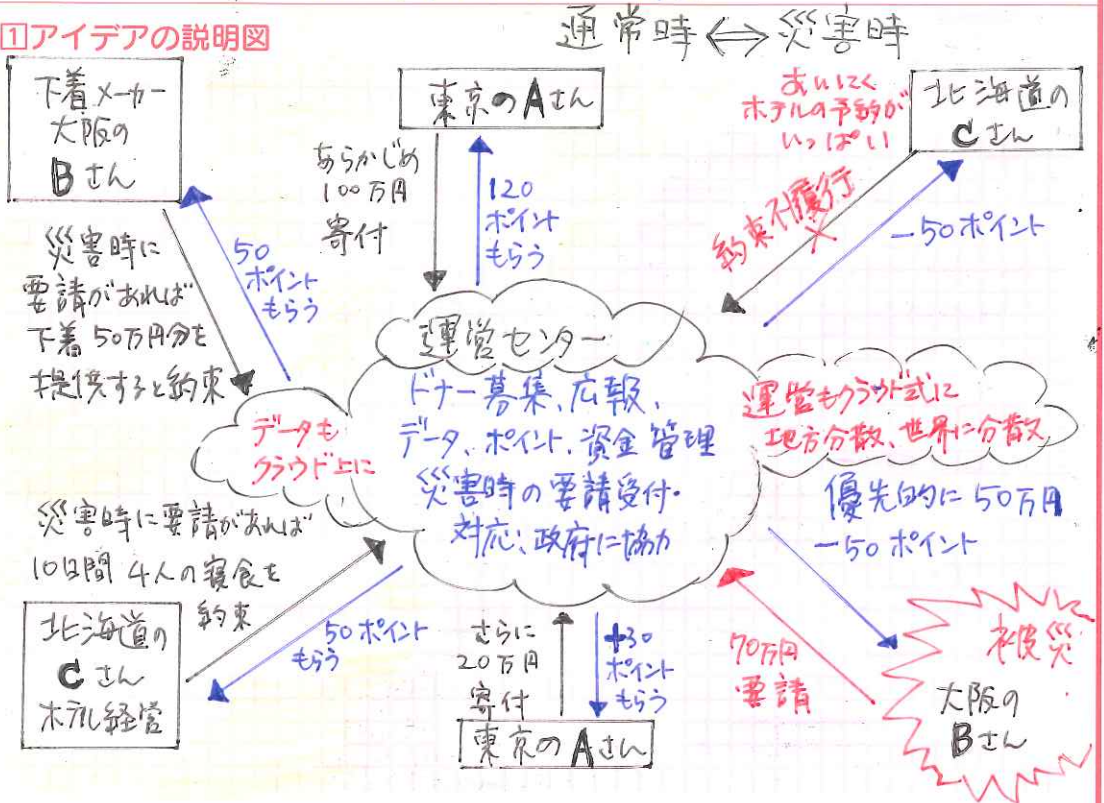 1アイデアの説明図
通常時⟺災害時
下着メーカー
大阪の
Bさん
東京のAさん
あいにく
ホテルの予約が
いっぱい
北海道の
Cさん
あらかじめ
100万円
寄付
120
ポイント
もらう
約束不履行
×
-50ポイント
災害時に
要請があれば
下着50万円分を
提供すると約束
50
ポイント
もらう
運営センター
ドナー募集、広報、
データ、ポイント、資金管理
災害時の要請受付・
対応、政府に協力
データも
クラウド上に
運営もクラウド式に
地方分散、世界に分散
災害時に要請があれば
10日間 4人の寝食を
約束
北海道の
Cさん
ホテル経営
50ポイント
もらう
さらに
20万円
寄付
+30
ポイント
もらう
東京のAさん
優先的に50万円
-50ポイント
70万円
要請
被災
大阪の
Bさん